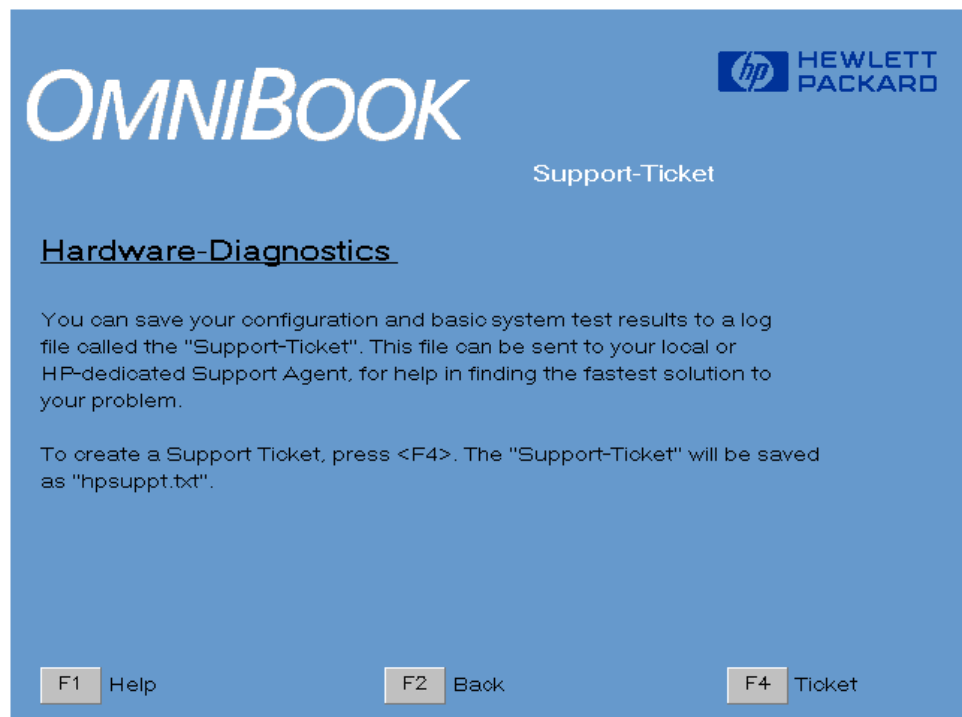 OMNIBOOK
hp HEWLETT
PACKARD
Support-Ticket
Hardware-Diagnostics
You can save your configuration and basic system test results to a log
file called the "Support-Ticket". This file can be sent to your local or
HP-dedicated Support Agent, for help in finding the fastest solution to
your problem.
To create a Support Ticket, press <F4>. The "Support-Ticket" will be saved
as "hpsuppt.txt".
F1 Help F2 Back F4 Ticket